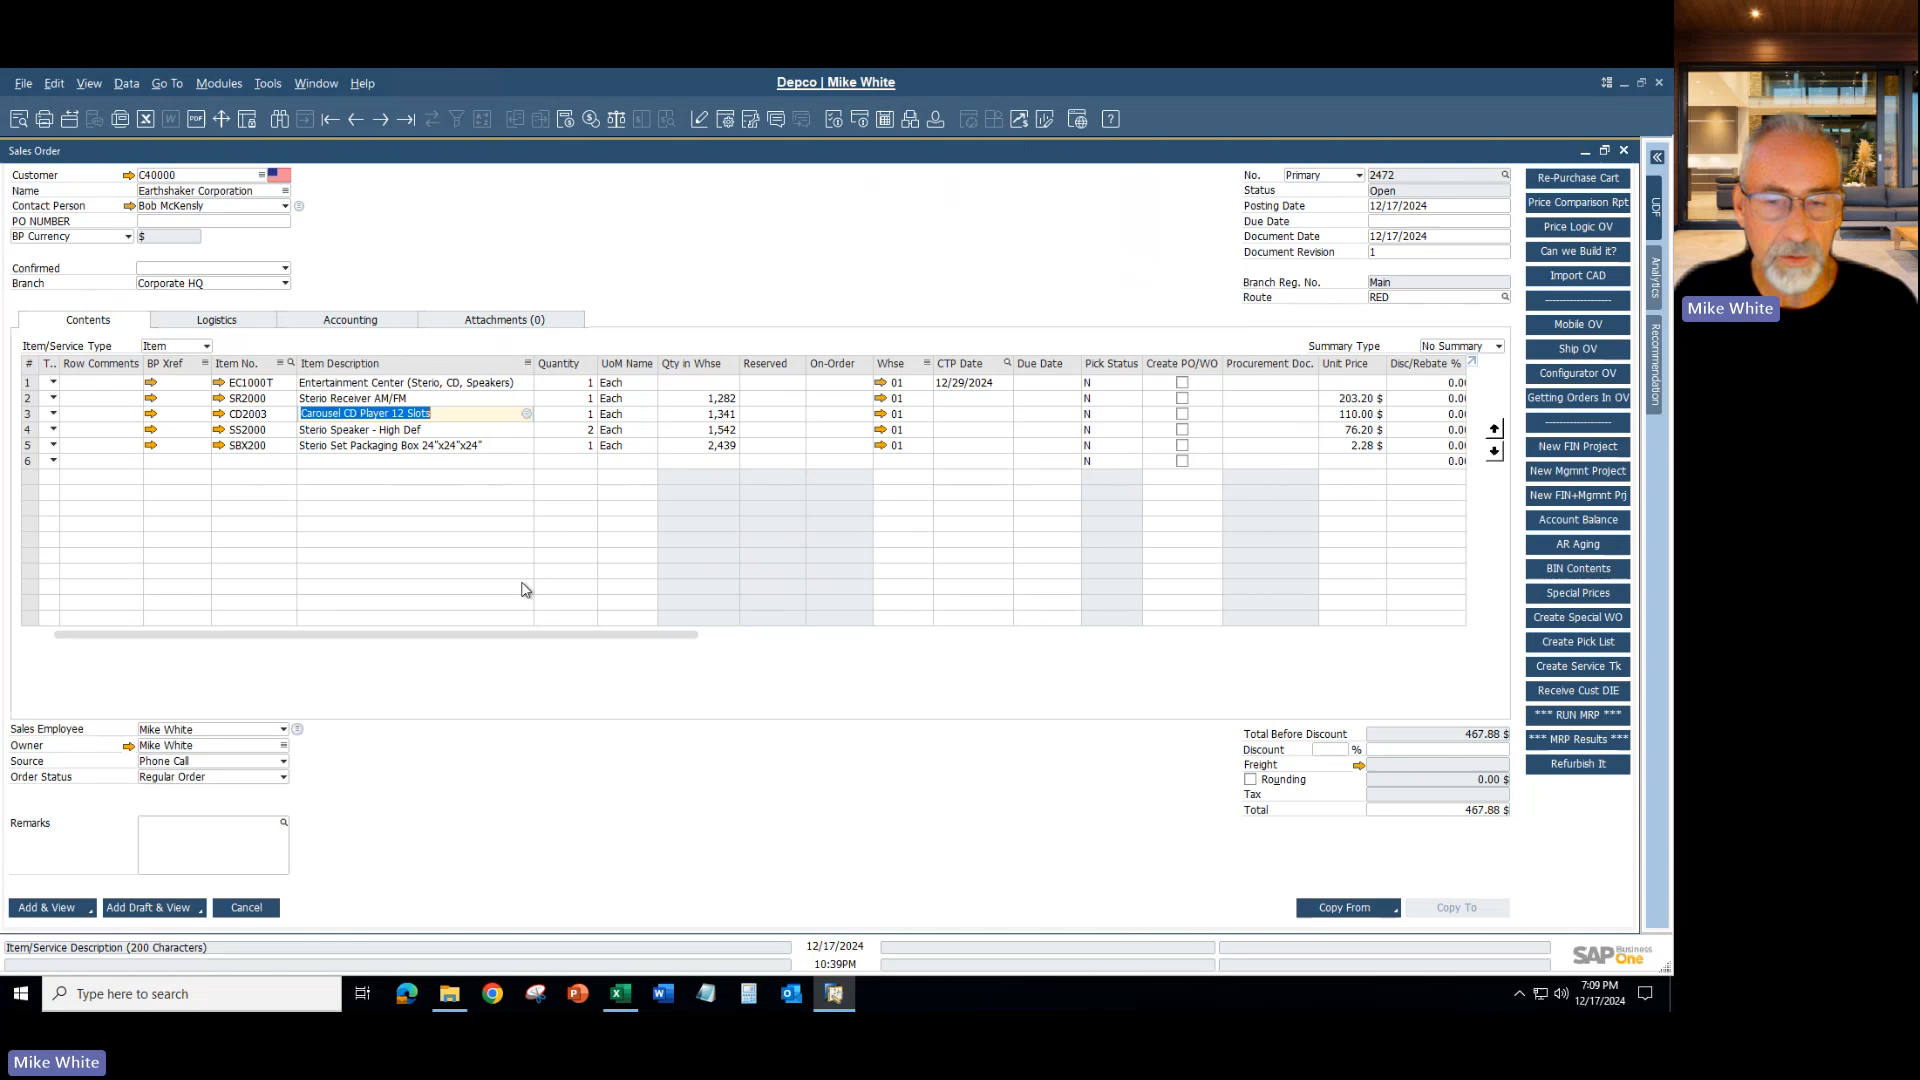 File Edit View Data Go To Modules Tools Window Help
Depco | Mike White
Sales Order
Customer C40000
Name Earthshaker Corporation
Contact Person Bob McKensly
PO NUMBER
BP Currency $
Confirmed
Branch Corporate HQ
No. Primary 2472
Status Open
Posting Date 12/17/2024
Due Date
Document Date 12/17/2024
Document Revision 1
Branch Reg. No. Main
Route RED
Contents Logistics Accounting Attachments (0)
Item/Service Type Item
Summary Type No Summary
# T.. Row Comments BP Xref Item No. Item Description Quantity UoM Name Qty in Whse Reserved On-Order Whse CTP Date Due Date Pick Status Create PO/WO Procurement Doc. Unit Price Disc/Rebate %
1 EC1000T Entertainment Center (Sterio, CD, Speakers) 1 Each 01 12/29/2024 N 0.00
2 SR2000 Sterio Receiver AM/FM 1 Each 1,282 01 N 203.20 $ 0.00
3 CD2003 Carousel CD Player 12 Slots 1 Each 1,341 01 N 110.00 $ 0.00
4 SS2000 Sterio Speaker - High Def 2 Each 1,542 01 N 76.20 $ 0.00
5 SBX200 Sterio Set Packaging Box 24"x24"x24" 1 Each 2,439 01 N 2.28 $ 0.00
6 N 0.00
Sales Employee Mike White
Owner Mike White
Source Phone Call
Order Status Regular Order
Remarks
Total Before Discount 467.88 $
Discount %
Freight
Rounding 0.00 $
Tax
Total 467.88 $
Add & View Add Draft & View Cancel
Copy From Copy To
Re-Purchase Cart
Price Comparison Rpt
Price Logic OV
Can we Build it?
Import CAD
--------------------
Mobile OV
Ship OV
Configurator OV
Getting Orders In OV
--------------------
New FIN Project
New Mgmnt Project
New FIN+Mgmnt Prj
Account Balance
AR Aging
BIN Contents
Special Prices
Create Special WO
Create Pick List
Create Service Tk
Receive Cust DIE
*** RUN MRP ***
*** MRP Results ***
Refurbish It
UDF
Analytics
Recommendation
Item/Service Description (200 Characters)
12/17/2024
10:39PM
SAP Business One
Type here to search
7:09 PM
12/17/2024
Mike White
Mike White